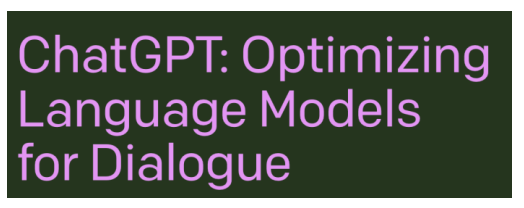 ChatGPT: Optimizing
Language Models
for Dialogue